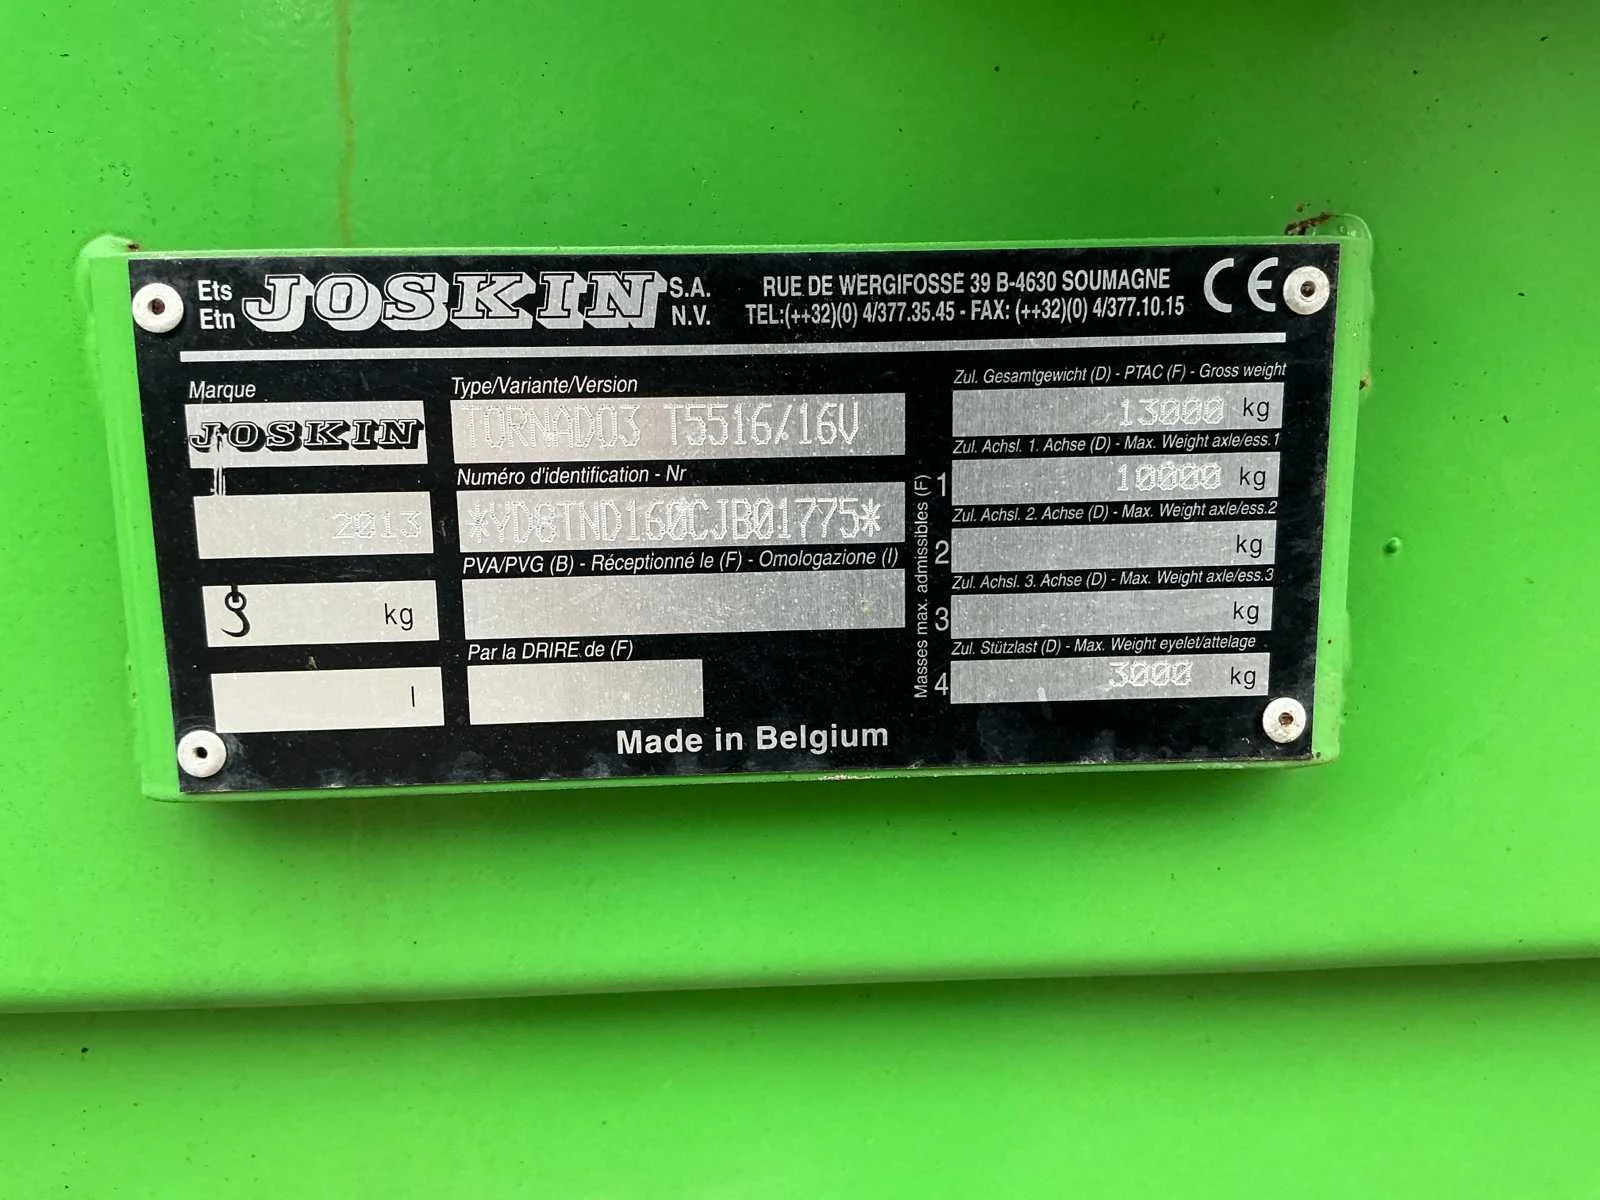 Ets JOSKIN S.A.
Etn N.V.
RUE DE WERGIFOSSE 39 B-4630 SOUMAGNE
TEL:(++32)(0) 4/377.35.45 - FAX: (++32)(0) 4/377.10.15
CE
Marque
JOSKIN
2013
kg
l
Type/Variante/Version
TORNADO3 T5516/16V
Numéro d'identification - Nr
*YD8TND160CJB01775*
PVA/PVG (B) - Réceptionné le (F) - Omologazione (I)
Par la DRIRE de (F)
Masses max. admissibles (F)
Zul. Gesamtgewicht (D) - PTAC (F) - Gross weight
13000 kg
Zul. Achsl. 1. Achse (D) - Max. Weight axle/ess.1
1 10000 kg
Zul. Achsl. 2. Achse (D) - Max. Weight axle/ess.2
2 kg
Zul. Achsl. 3. Achse (D) - Max. Weight axle/ess.3
3 kg
Zul. Stützlast (D) - Max. Weight eyelet/attelage
4 3000 kg
Made in Belgium